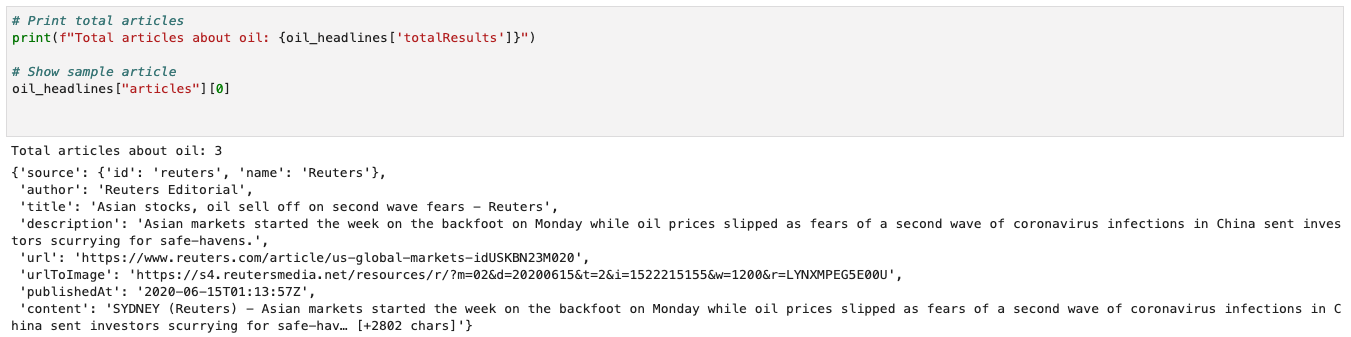 # Print total articles
print(f"Total articles about oil: {oil_headlines['totalResults']}")
# Show sample article
oil_headlines["articles"][0]
Total articles about oil: 3
{'source': {'id': 'reuters', 'name': 'Reuters'},
 'author': 'Reuters Editorial',
 'title': 'Asian stocks, oil sell off on second wave fears - Reuters',
 'description': 'Asian markets started the week on the backfoot on Monday while oil prices slipped as fears of a second wave of coronavirus infections in China sent inves
tors scurrying for safe-havens.',
 'url': 'https://www.reuters.com/article/us-global-markets-idUSKBN23M020',
 'urlToImage': 'https://s4.reutersmedia.net/resources/r/?m=02&d=20200615&t=2&i=1522215155&w=1200&r=LYNXMPEG5E00U',
 'publishedAt': '2020-06-15T01:13:57Z',
 'content': 'SYDNEY (Reuters) - Asian markets started the week on the backfoot on Monday while oil prices slipped as fears of a second wave of coronavirus infections in C
hina sent investors scurrying for safe-hav… [+2802 chars]'}